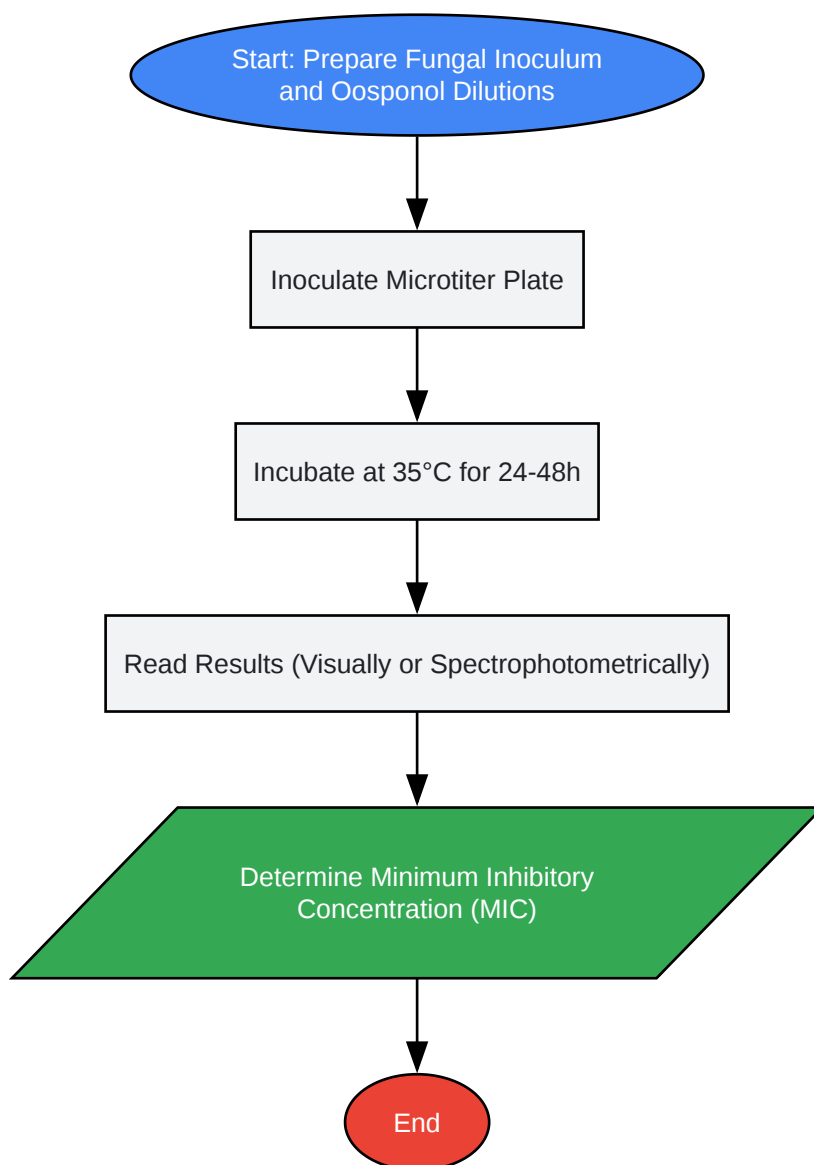 Start: Prepare Fungal Inoculum
and Oosponol Dilutions
Inoculate Microtiter Plate
Incubate at 35°C for 24-48h
Read Results (Visually or Spectrophotometrically)
Determine Minimum Inhibitory
Concentration (MIC)
End